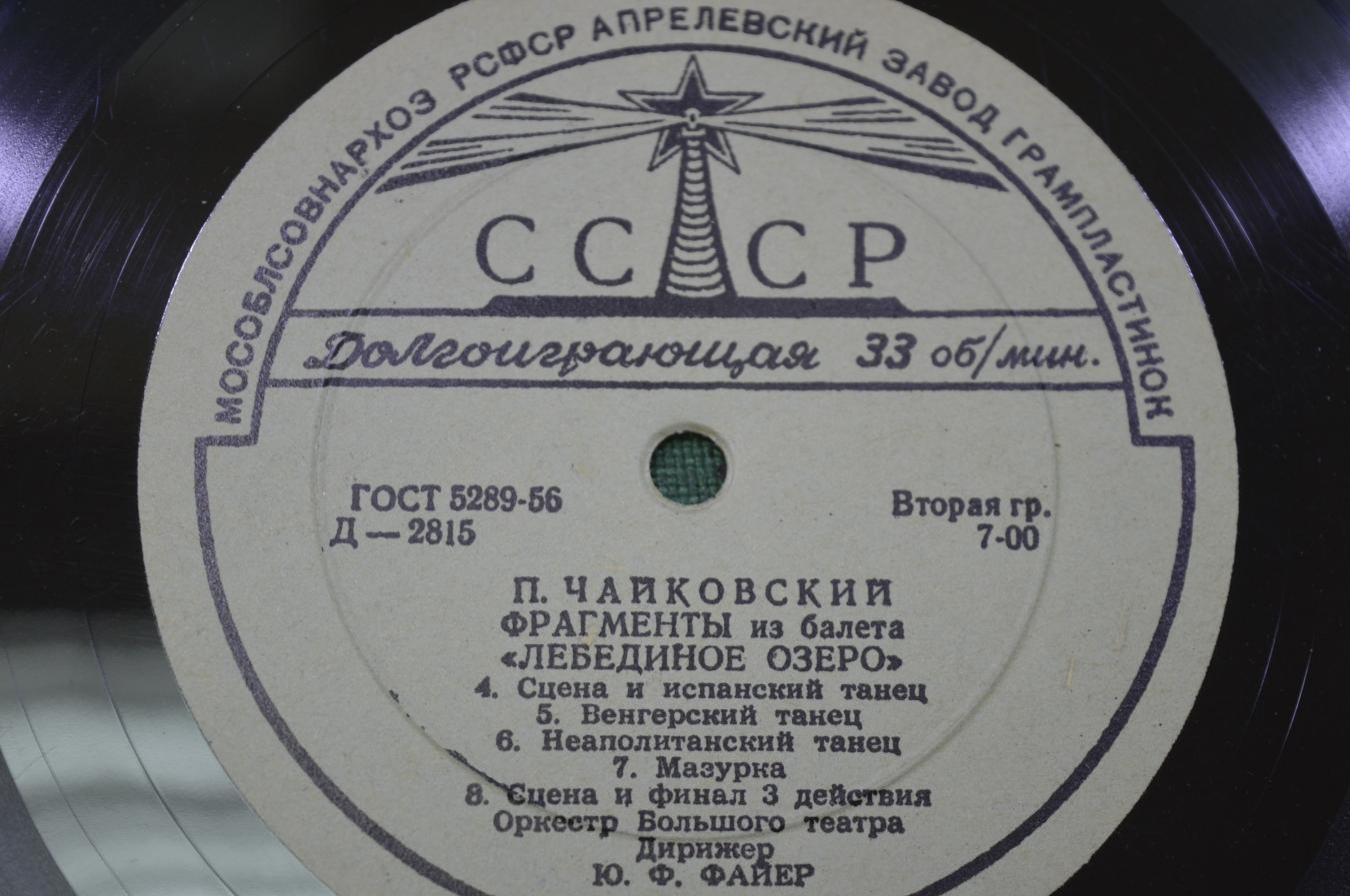 МОСОБЛСОВНАРХОЗ РСФСР АПРЕЛЕВСКИЙ ЗАВОД ГРАМПЛАСТИНОК
СССР
Долгоиграющая 33 об/мин.
ГОСТ 5289-56
Д — 2815
Вторая гр.
7-00
П. ЧАЙКОВСКИЙ
ФРАГМЕНТЫ из балета
«ЛЕБЕДИНОЕ ОЗЕРО»
4. Сцена и испанский танец
5. Венгерский танец
6. Неаполитанский танец
7. Мазурка
8. Сцена и финал 3 действия
Оркестр Большого театра
Дирижер
Ю. Ф. ФАЙЕР